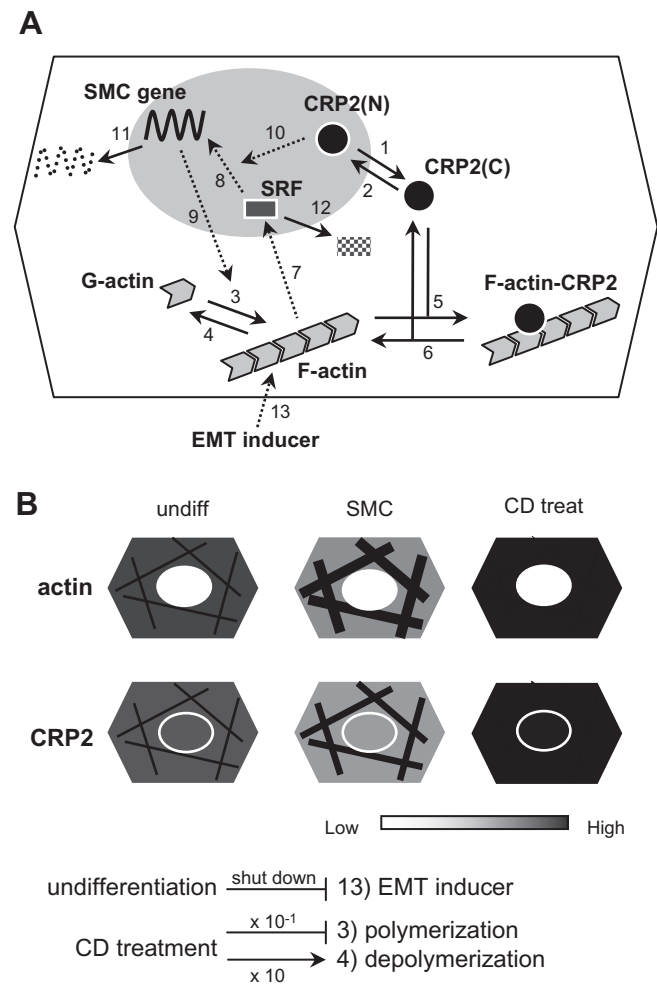 A
SMC gene
CRP2(N)
11
10
1
CRP2(C)
2
8
SRF
12
9
G-actin
3
7
5
F-actin-CRP2
4
6
F-actin
13
EMT inducer
B
undiff SMC CD treat
actin
CRP2
Low High
undifferentiation shut down 13) EMT inducer
x 10-1 3) polymerization
CD treatment
4) depolymerization
x 10